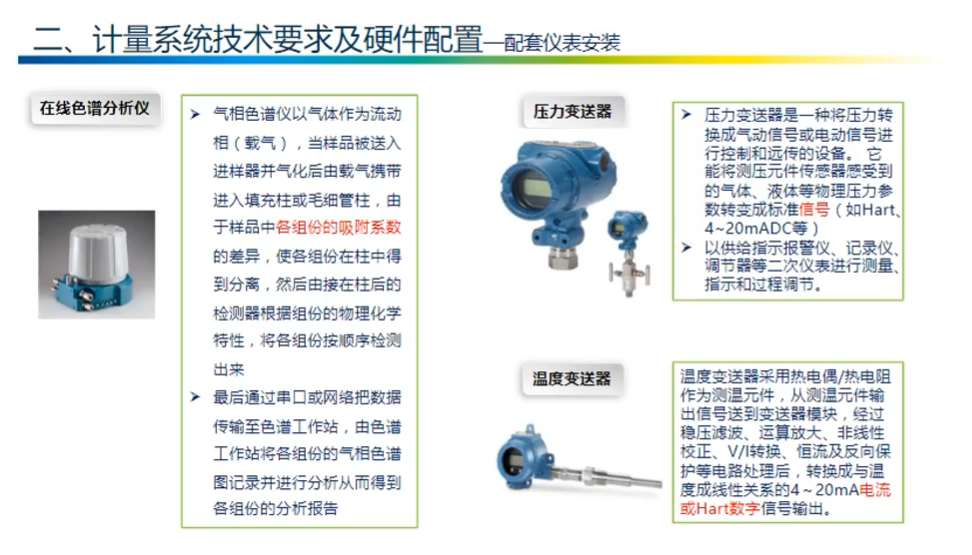 二、计量系统技术要求及硬件配置—配套仪表安装
在线色谱分析仪
➢ 气相色谱仪以气体作为流动
相（载气），当样品被送入
进样器并气化后由载气携带
进入填充柱或毛细管柱，由
于样品中各组份的吸附系数
的差异，使各组份在柱中得
到分离，然后由接在柱后的
检测器根据组份的物理化学
特性，将各组份按顺序检测
出来
➢ 最后通过串口或网络把数据
传输至色谱工作站，由色谱
工作站将各组份的气相色谱
图记录并进行分析从而得到
各组份的分析报告
压力变送器
➢ 压力变送器是一种将压力转
换成气动信号或电动信号进
行控制和远传的设备。 它
能将测压元件传感器感受到
的气体、液体等物理压力参
数转变成标准信号（如Hart、
4~20mADC等）
➢ 以供给指示报警仪、记录仪、
调节器等二次仪表进行测量、
指示和过程调节。
温度变送器
温度变送器采用热电偶/热电阻
作为测温元件，从测温元件输
出信号送到变送器模块，经过
稳压滤波、运算放大、非线性
校正、V/I转换、恒流及反向保
护等电路处理后，转换成与温
度成线性关系的4～20mA电流
或Hart数字信号输出。